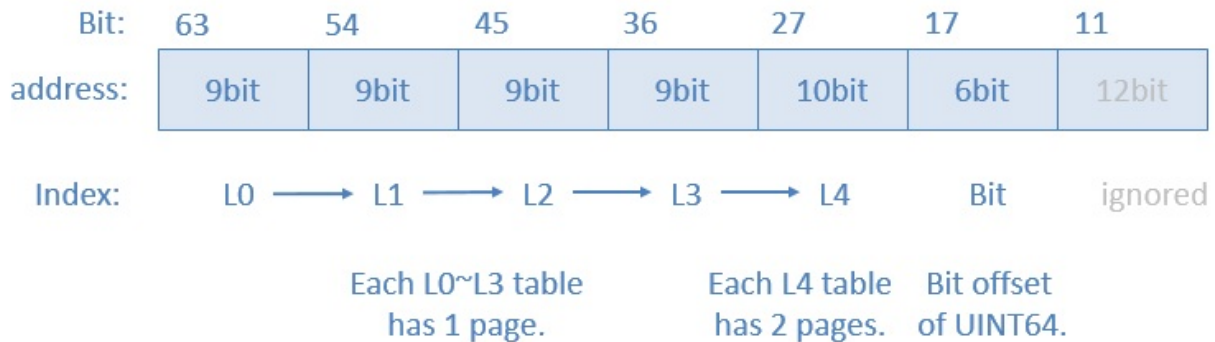 Bit: 63 54 45 36 27 17 11
address: 9bit 9bit 9bit 9bit 10bit 6bit 12bit
Index: L0 L1 L2 L3 L4 Bit ignored
Each L0~L3 table Each L4 table Bit offset
has 1 page. has 2 pages. of UINT64.